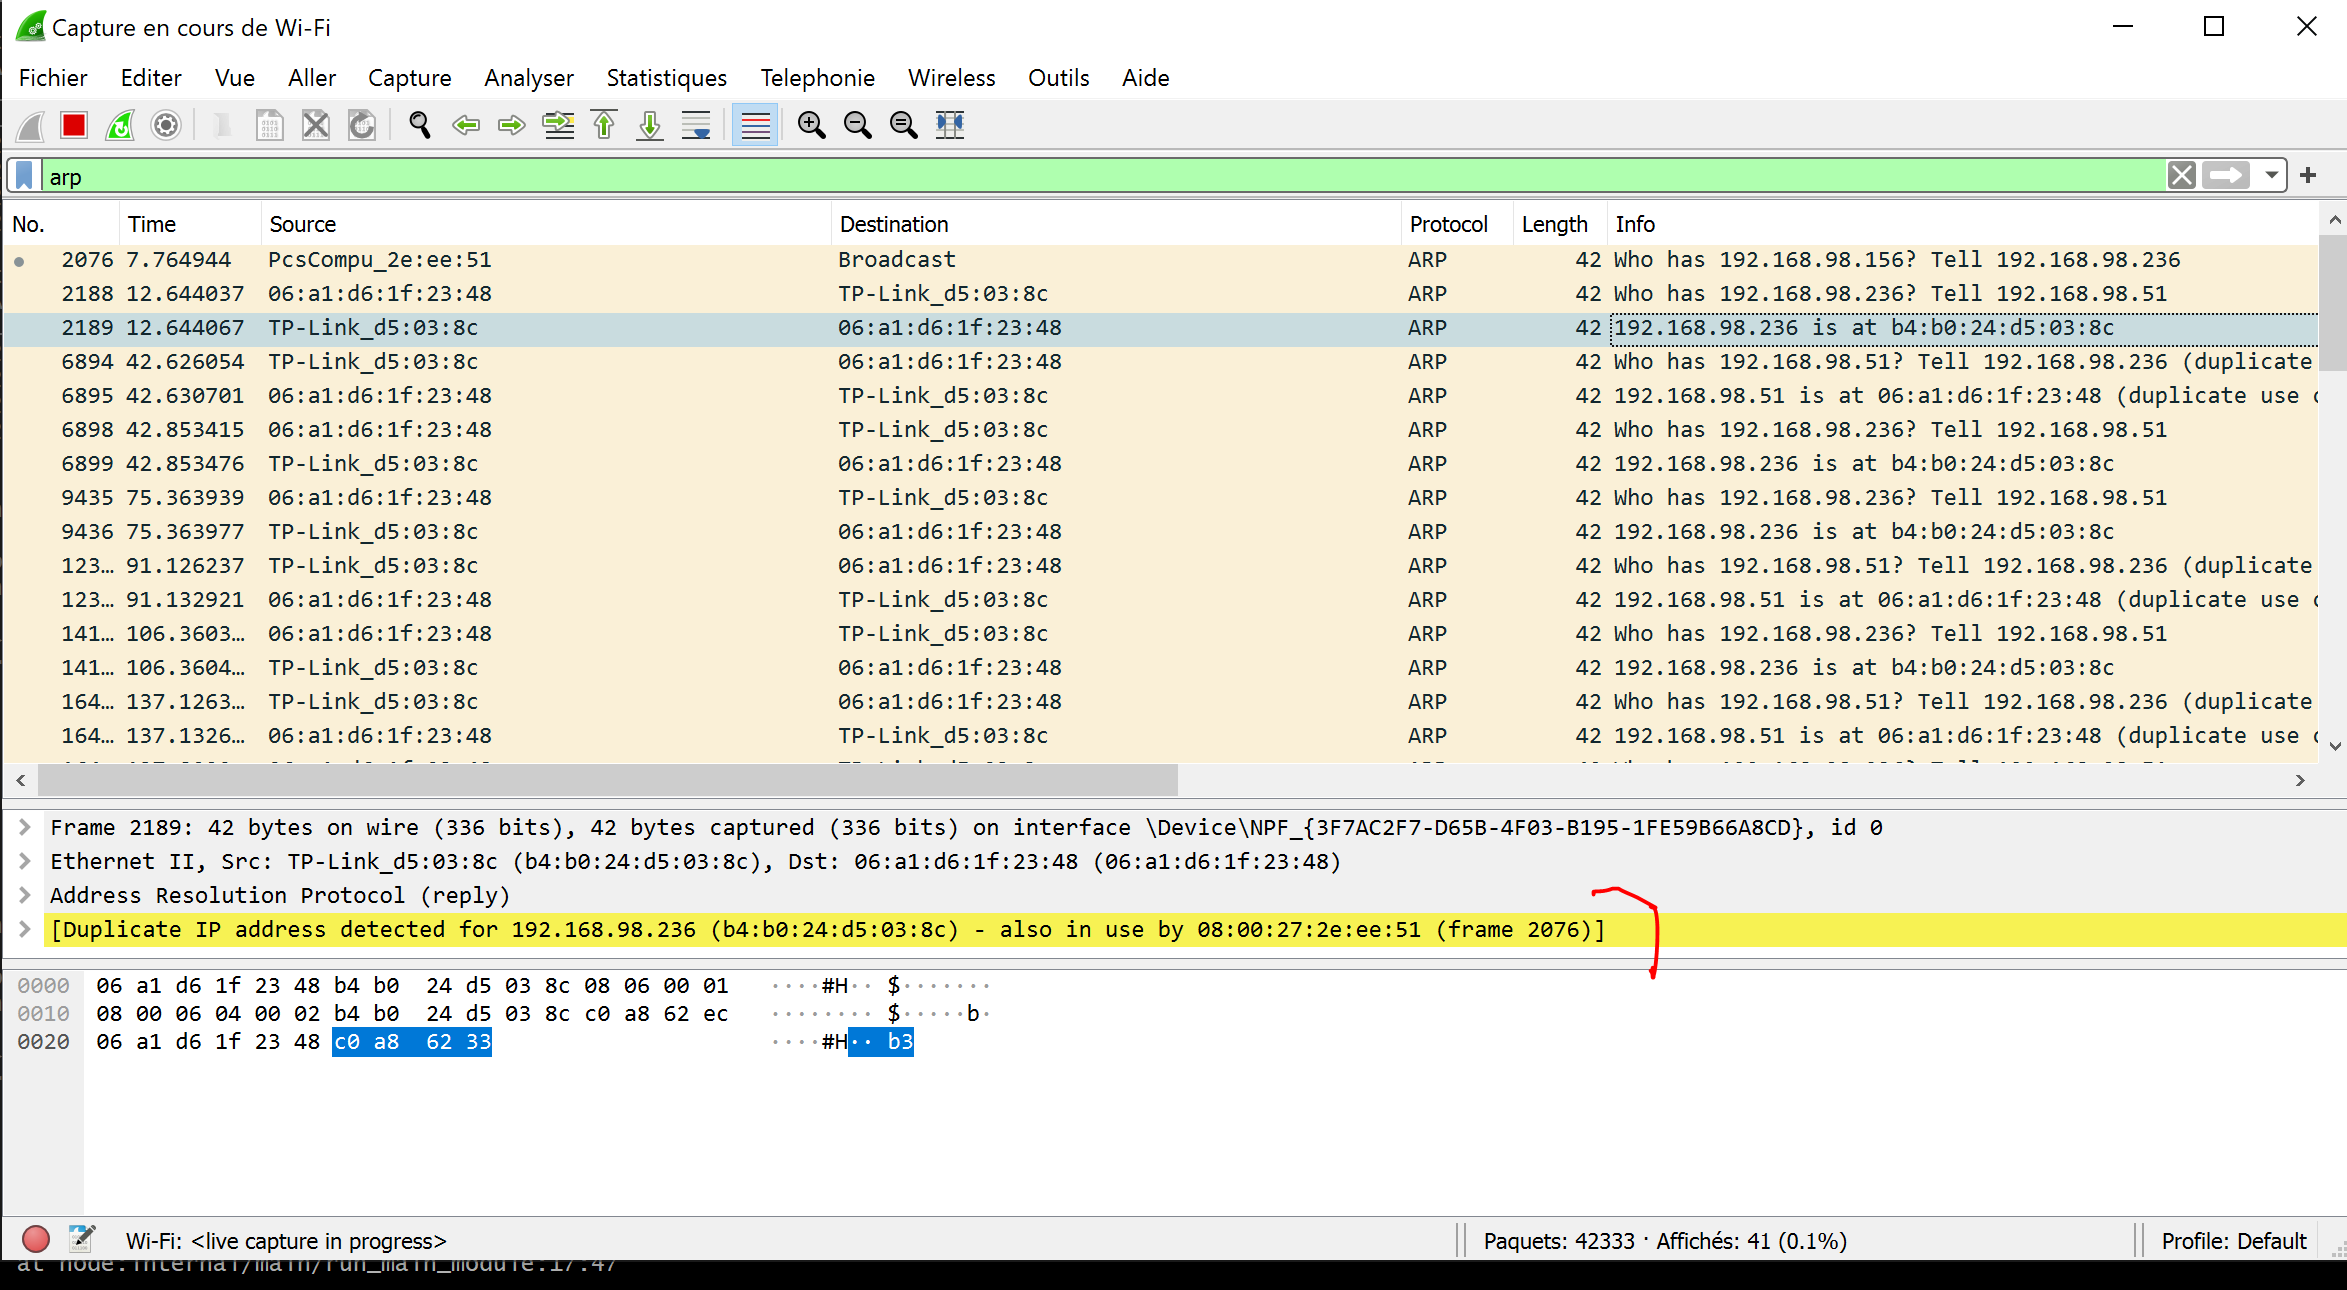 Capture en cours de Wi-Fi
Fichier Editer Vue Aller Capture Analyser Statistiques Telephonie Wireless Outils Aide
arp
No. Time Source Destination Protocol Length Info
2076 7.764944 PcsCompu_2e:ee:51 Broadcast ARP 42 Who has 192.168.98.156? Tell 192.168.98.236
2188 12.644037 06:a1:d6:1f:23:48 TP-Link_d5:03:8c ARP 42 Who has 192.168.98.236? Tell 192.168.98.51
2189 12.644067 TP-Link_d5:03:8c 06:a1:d6:1f:23:48 ARP 42 192.168.98.236 is at b4:b0:24:d5:03:8c
6894 42.626054 TP-Link_d5:03:8c 06:a1:d6:1f:23:48 ARP 42 Who has 192.168.98.51? Tell 192.168.98.236 (duplicate
6895 42.630701 06:a1:d6:1f:23:48 TP-Link_d5:03:8c ARP 42 192.168.98.51 is at 06:a1:d6:1f:23:48 (duplicate use
6898 42.853415 06:a1:d6:1f:23:48 TP-Link_d5:03:8c ARP 42 Who has 192.168.98.236? Tell 192.168.98.51
6899 42.853476 TP-Link_d5:03:8c 06:a1:d6:1f:23:48 ARP 42 192.168.98.236 is at b4:b0:24:d5:03:8c
9435 75.363939 06:a1:d6:1f:23:48 TP-Link_d5:03:8c ARP 42 Who has 192.168.98.236? Tell 192.168.98.51
9436 75.363977 TP-Link_d5:03:8c 06:a1:d6:1f:23:48 ARP 42 192.168.98.236 is at b4:b0:24:d5:03:8c
123… 91.126237 TP-Link_d5:03:8c 06:a1:d6:1f:23:48 ARP 42 Who has 192.168.98.51? Tell 192.168.98.236 (duplicate
123… 91.132921 06:a1:d6:1f:23:48 TP-Link_d5:03:8c ARP 42 192.168.98.51 is at 06:a1:d6:1f:23:48 (duplicate use
141… 106.3603… 06:a1:d6:1f:23:48 TP-Link_d5:03:8c ARP 42 Who has 192.168.98.236? Tell 192.168.98.51
141… 106.3604… TP-Link_d5:03:8c 06:a1:d6:1f:23:48 ARP 42 192.168.98.236 is at b4:b0:24:d5:03:8c
164… 137.1263… TP-Link_d5:03:8c 06:a1:d6:1f:23:48 ARP 42 Who has 192.168.98.51? Tell 192.168.98.236 (duplicate
164… 137.1326… 06:a1:d6:1f:23:48 TP-Link_d5:03:8c ARP 42 192.168.98.51 is at 06:a1:d6:1f:23:48 (duplicate use
Frame 2189: 42 bytes on wire (336 bits), 42 bytes captured (336 bits) on interface \Device\NPF_{3F7AC2F7-D65B-4F03-B195-1FE59B66A8CD}, id 0
Ethernet II, Src: TP-Link_d5:03:8c (b4:b0:24:d5:03:8c), Dst: 06:a1:d6:1f:23:48 (06:a1:d6:1f:23:48)
Address Resolution Protocol (reply)
[Duplicate IP address detected for 192.168.98.236 (b4:b0:24:d5:03:8c) - also in use by 08:00:27:2e:ee:51 (frame 2076)]
0000 06 a1 d6 1f 23 48 b4 b0 24 d5 03 8c 08 06 00 01 ····#H·· $·······
0010 08 00 06 04 00 02 b4 b0 24 d5 03 8c c0 a8 62 ec ········ $·····b·
0020 06 a1 d6 1f 23 48 c0 a8 62 33 ····#H·· b3
Wi-Fi: <live capture in progress> Paquets: 42333 · Affichés: 41 (0.1%) Profile: Default
at node:internal/main/run_main_module:17:47